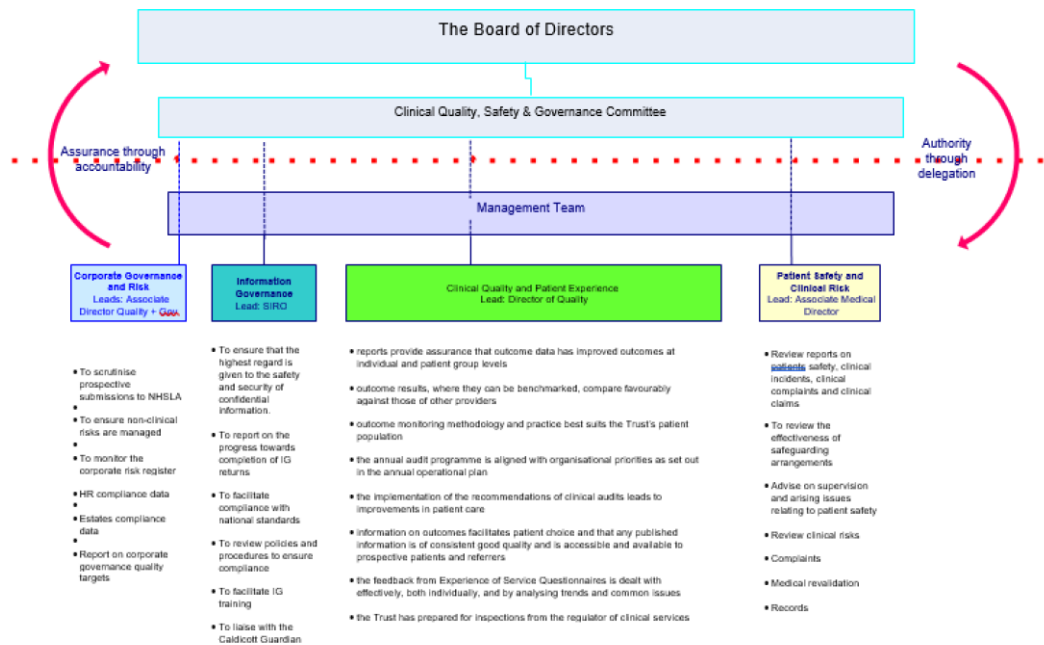 The Board of Directors
Clinical Quality, Safety & Governance Committee
Assurance through
accountability
Authority
through
delegation
Management Team
Corporate Governance
and Risk
Leads: Associate
Director Quality + Gov.
Information
Governance
Lead: SIRO
Clinical Quality and Patient Experience
Lead: Director of Quality
Patient Safety and
Clinical Risk
Lead: Associate Medical
Director
▪ To scrutinise
prospective
submissions to NHSLA
▪
▪ To ensure non-clinical
risks are managed
▪
▪ To monitor the
corporate risk register
▪ HR compliance data
▪
▪ Estates compliance
data
▪
▪ Report on corporate
governance quality
targets
▪ To ensure that the
highest regard is
given to the safety
and security of
confidential
information.
▪ To report on the
progress towards
completion of IG
returns
▪ To facilitate
compliance with
national standards
▪ To review policies and
procedures to ensure
compliance
▪ To facilitate IG
training
▪ To liaise with the
Caldicott Guardian
▪ reports provide assurance that outcome data has improved outcomes at
individual and patient group levels
▪ outcome results, where they can be benchmarked, compare favourably
against those of other providers
▪ outcome monitoring methodology and practice best suits the Trust's patient
population
▪ the annual audit programme is aligned with organisational priorities as set out
in the annual operational plan
▪ the implementation of the recommendations of clinical audits leads to
improvements in patient care
▪ information on outcomes facilitates patient choice and that any published
information is of consistent good quality and is accessible and available to
prospective patients and referrers
▪ the feedback from Experience of Service Questionnaires is dealt with
effectively, both individually, and by analysing trends and common issues
▪ the Trust has prepared for inspections from the regulator of clinical services
▪ Review reports on
patients safety, clinical
incidents, clinical
complaints and clinical
claims
▪ To review the
effectiveness of
safeguarding
arrangements
▪ Advise on supervision
and arising issues
relating to patient safety
▪ Review clinical risks
▪ Complaints
▪ Medical revalidation
▪ Records